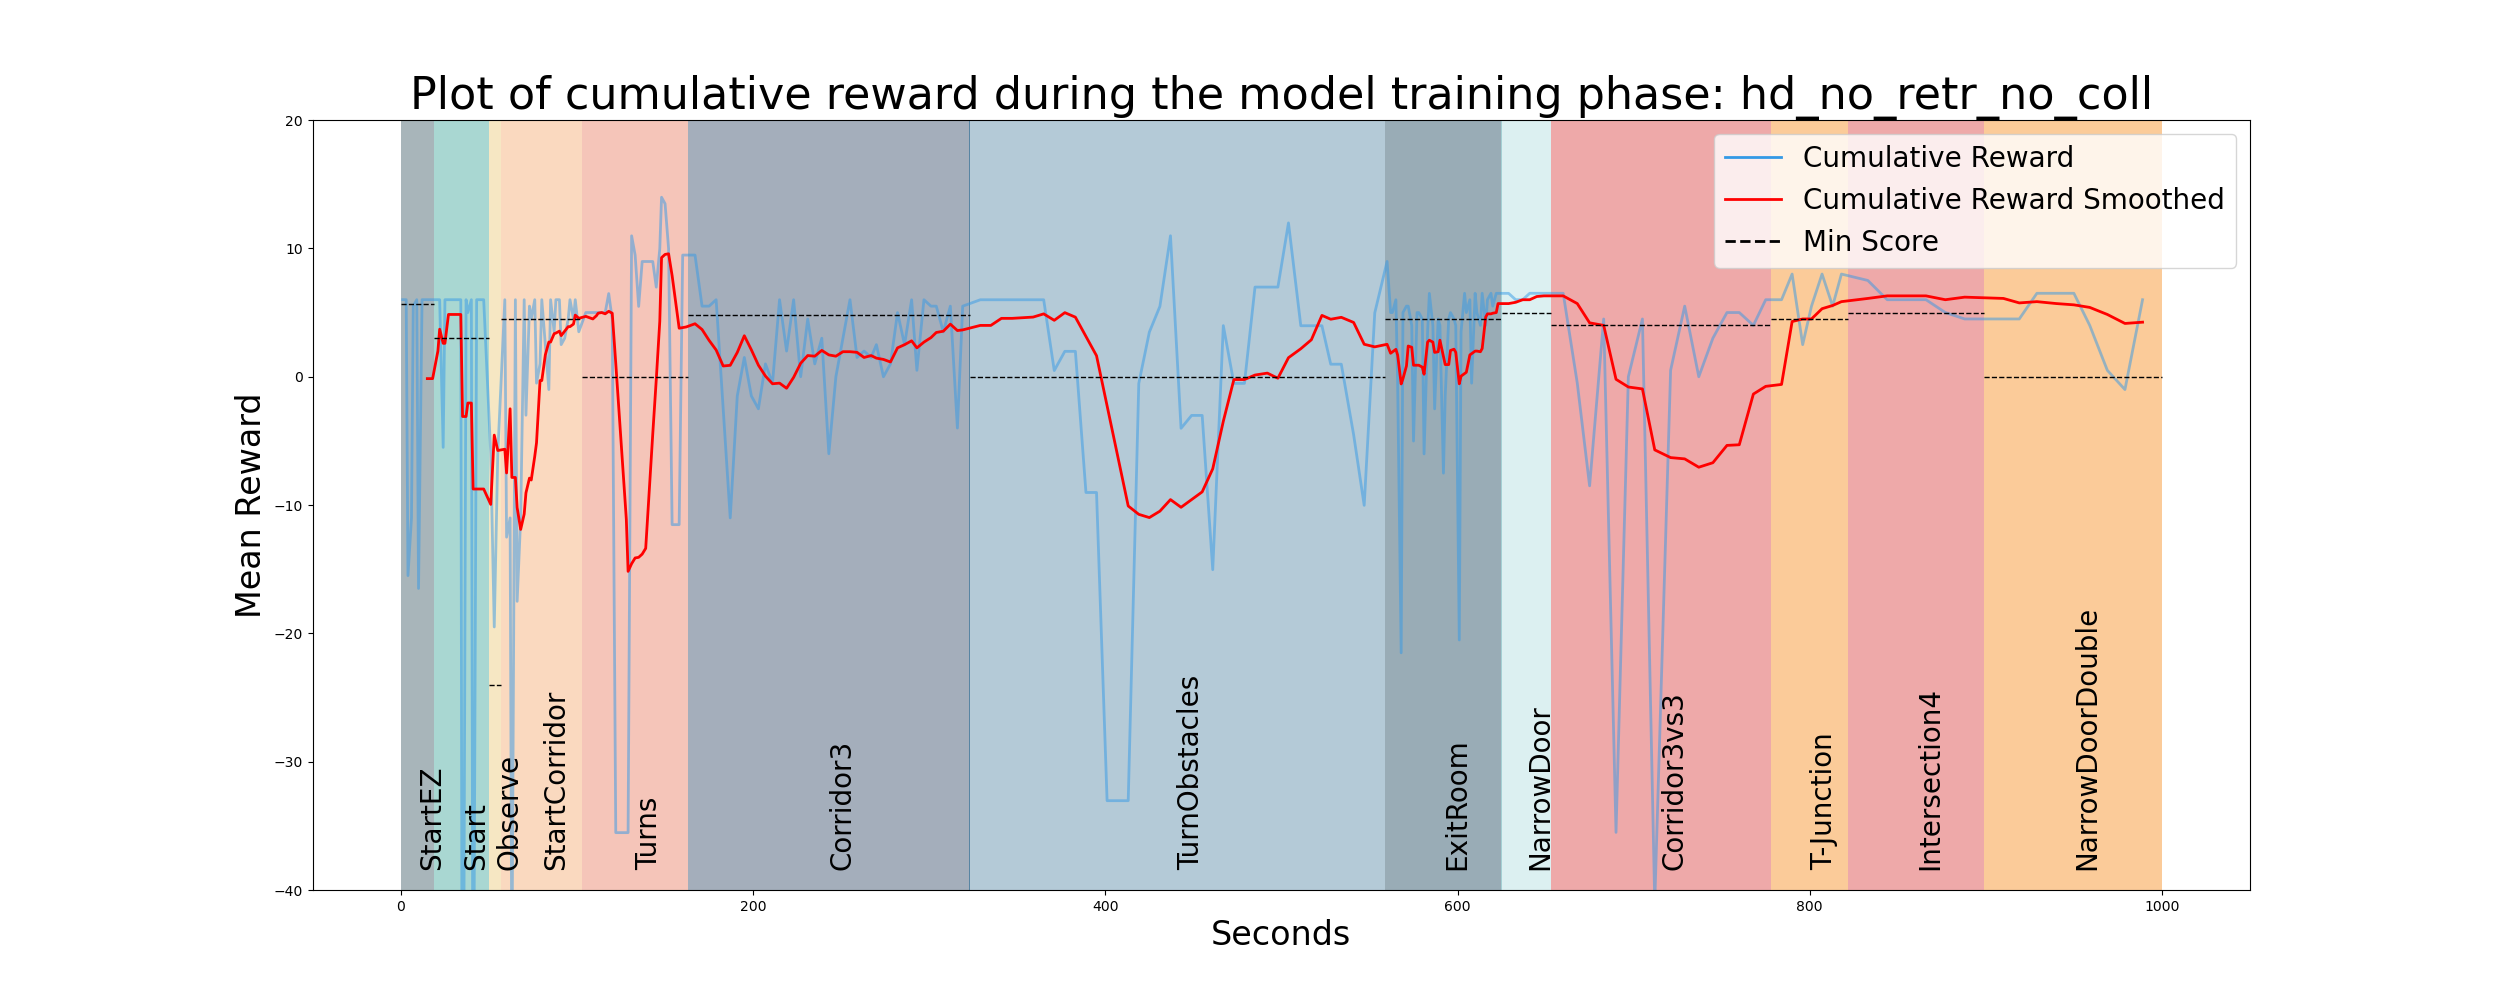 Plot of cumulative reward during the model training phase: hd_no_retr_no_coll
Cumulative Reward
Cumulative Reward Smoothed
Min Score
Mean Reward
20
10
0
−10
−20
−30
−40
StartEZ
Start
Observe
StartCorridor
Turns
Corridor3
TurnObstacles
ExitRoom
NarrowDoor
Corridor3vs3
T-Junction
Intersection4
NarrowDoorDouble
0
200
400
600
800
1000
Seconds